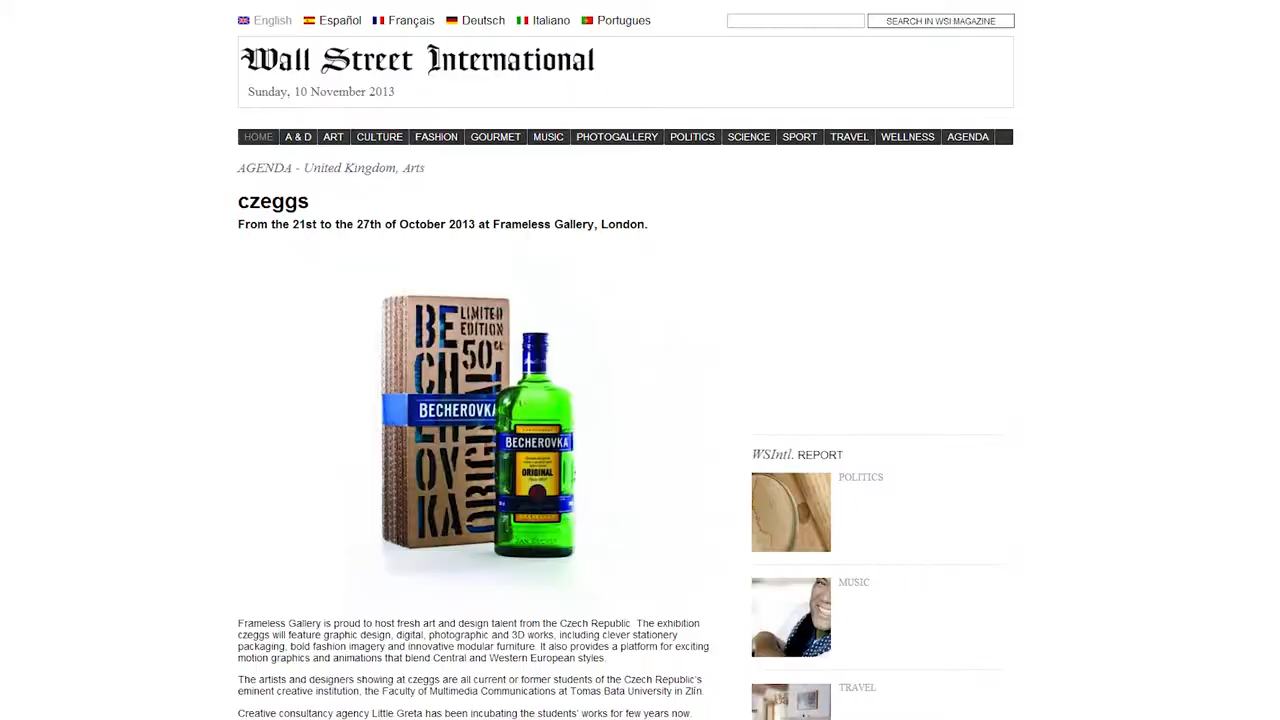 English Español Français Deutsch Italiano Portugues SEARCH IN WSI MAGAZINE
Wall Street International
Sunday, 10 November 2013
HOME A & D ART CULTURE FASHION GOURMET MUSIC PHOTOGALLERY POLITICS SCIENCE SPORT TRAVEL WELLNESS AGENDA
AGENDA - United Kingdom, Arts
czeggs
From the 21st to the 27th of October 2013 at Frameless Gallery, London.
BE
CH
OV
KA
LIMITED
EDITION
50CL
BECHEROVKA
BECHEROVKA
ORIGINAL
WSIntl. REPORT
POLITICS
MUSIC
TRAVEL
Frameless Gallery is proud to host fresh art and design talent from the Czech Republic. The exhibition
czeggs will feature graphic design, digital, photographic and 3D works, including clever stationery
packaging, bold fashion imagery and innovative modular furniture. It also provides a platform for exciting
motion graphics and animations that blend Central and Western European styles.
The artists and designers showing at czeggs are all current or former students of the Czech Republic's
eminent creative institution, the Faculty of Multimedia Communications at Tomas Bata University in Zlín.
Creative consultancy agency Little Greta has been incubating the students' works for few years now.